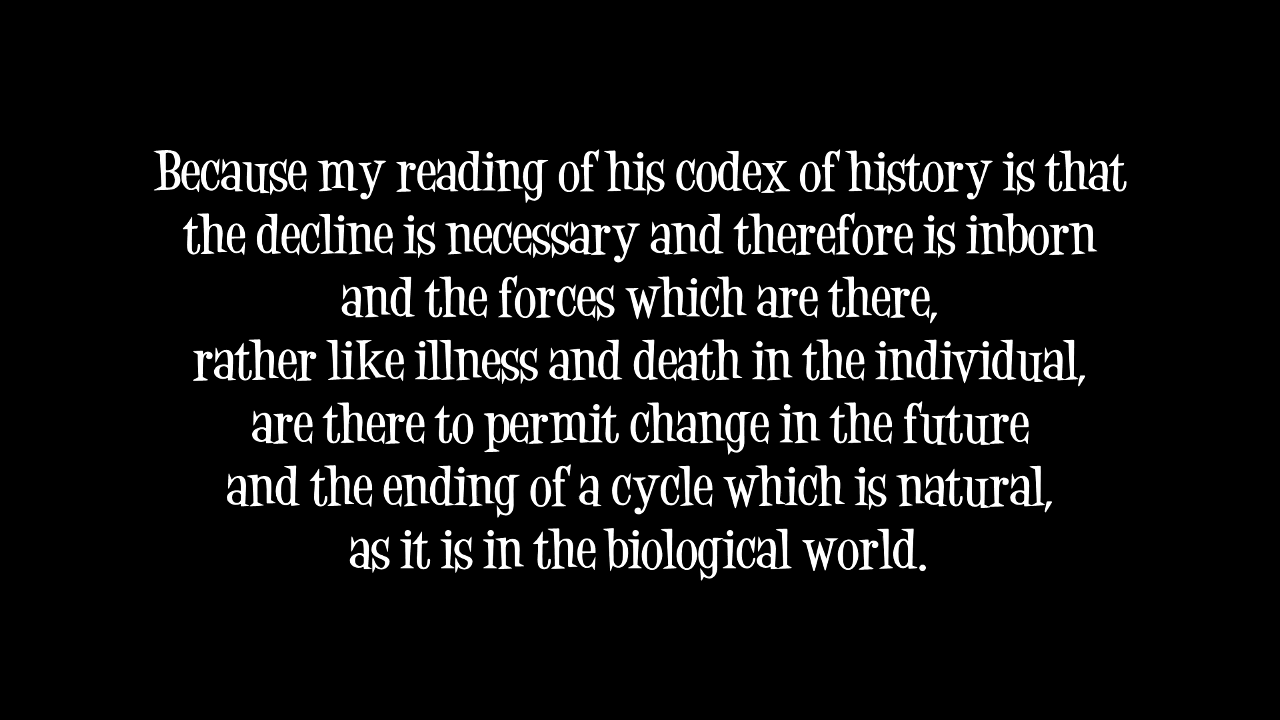 Because my reading of his codex of history is that
the decline is necessary and therefore is inborn
and the forces which are there,
rather like illness and death in the individual,
are there to permit change in the future
and the ending of a cycle which is natural,
as it is in the biological world.